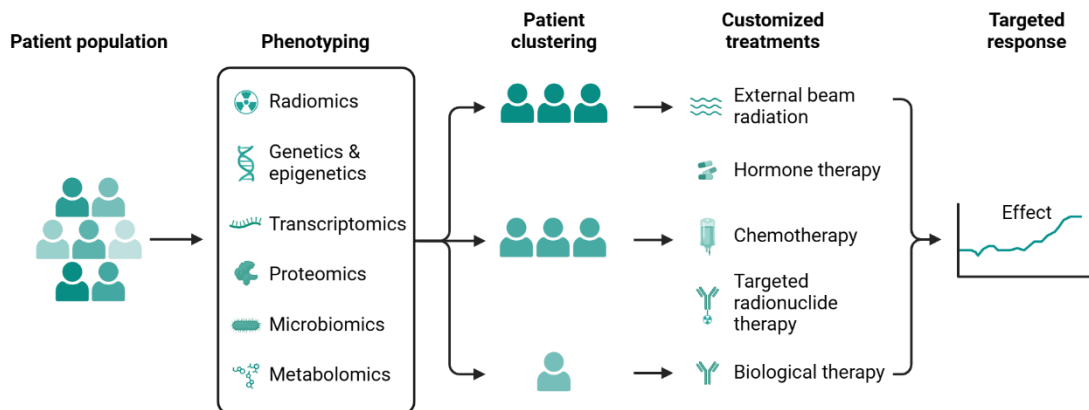 Patient population
Phenotyping
Patient
clustering
Customized
treatments
Targeted
response
Radiomics
Genetics &
epigenetics
Transcriptomics
Proteomics
Microbiomics
Metabolomics
External beam
radiation
Hormone therapy
Chemotherapy
Targeted
radionuclide
therapy
Biological therapy
Effect